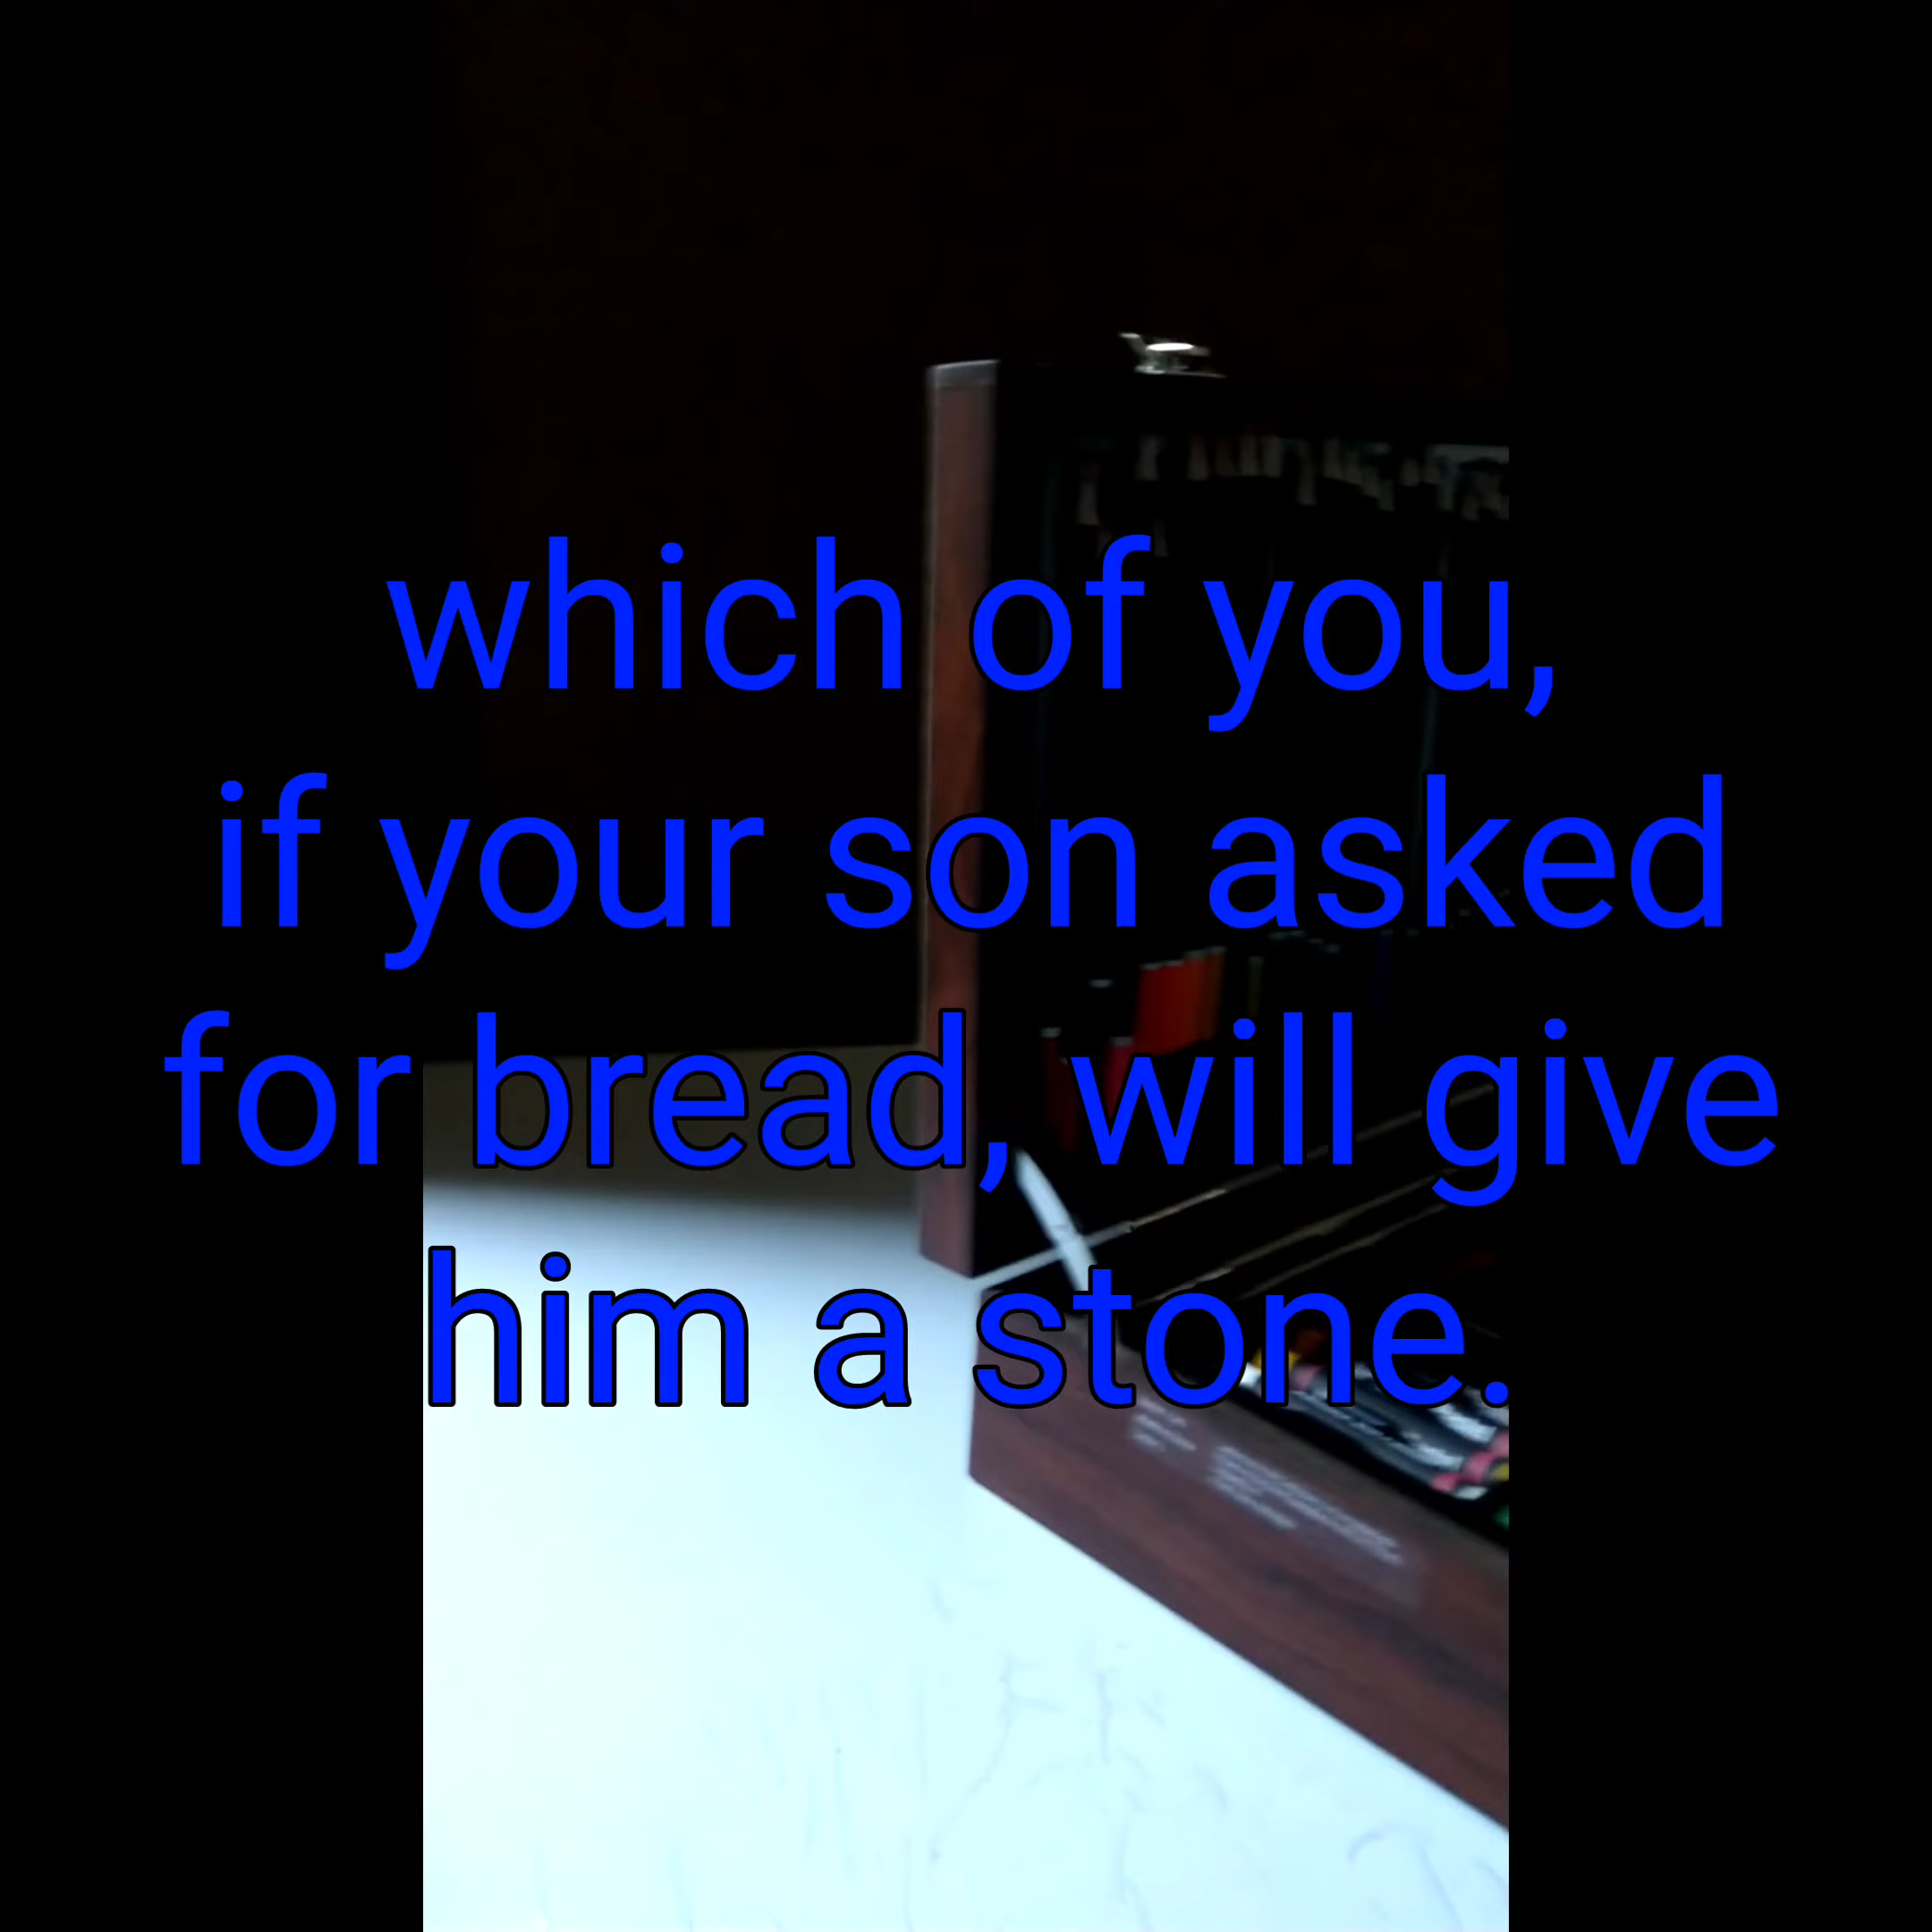 which of you,
if your son asked
for bread, will give
him a stone.